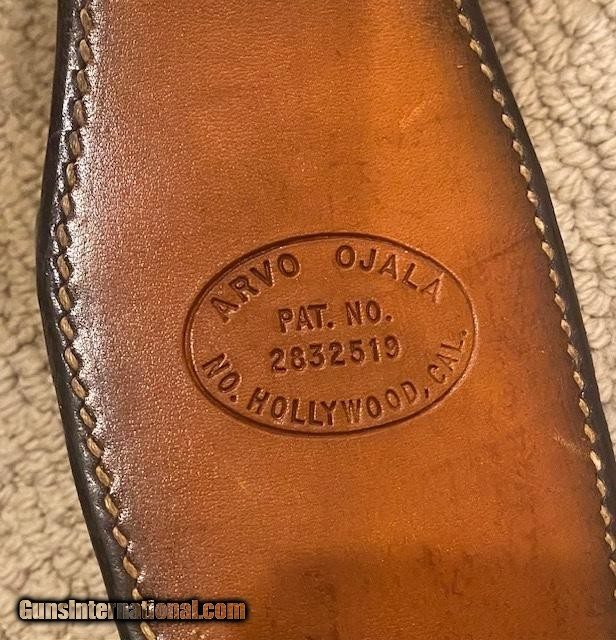 ARVO OJALA
PAT. NO.
2832519
NO. HOLLYWOOD, CAL.
GunsInternational.com